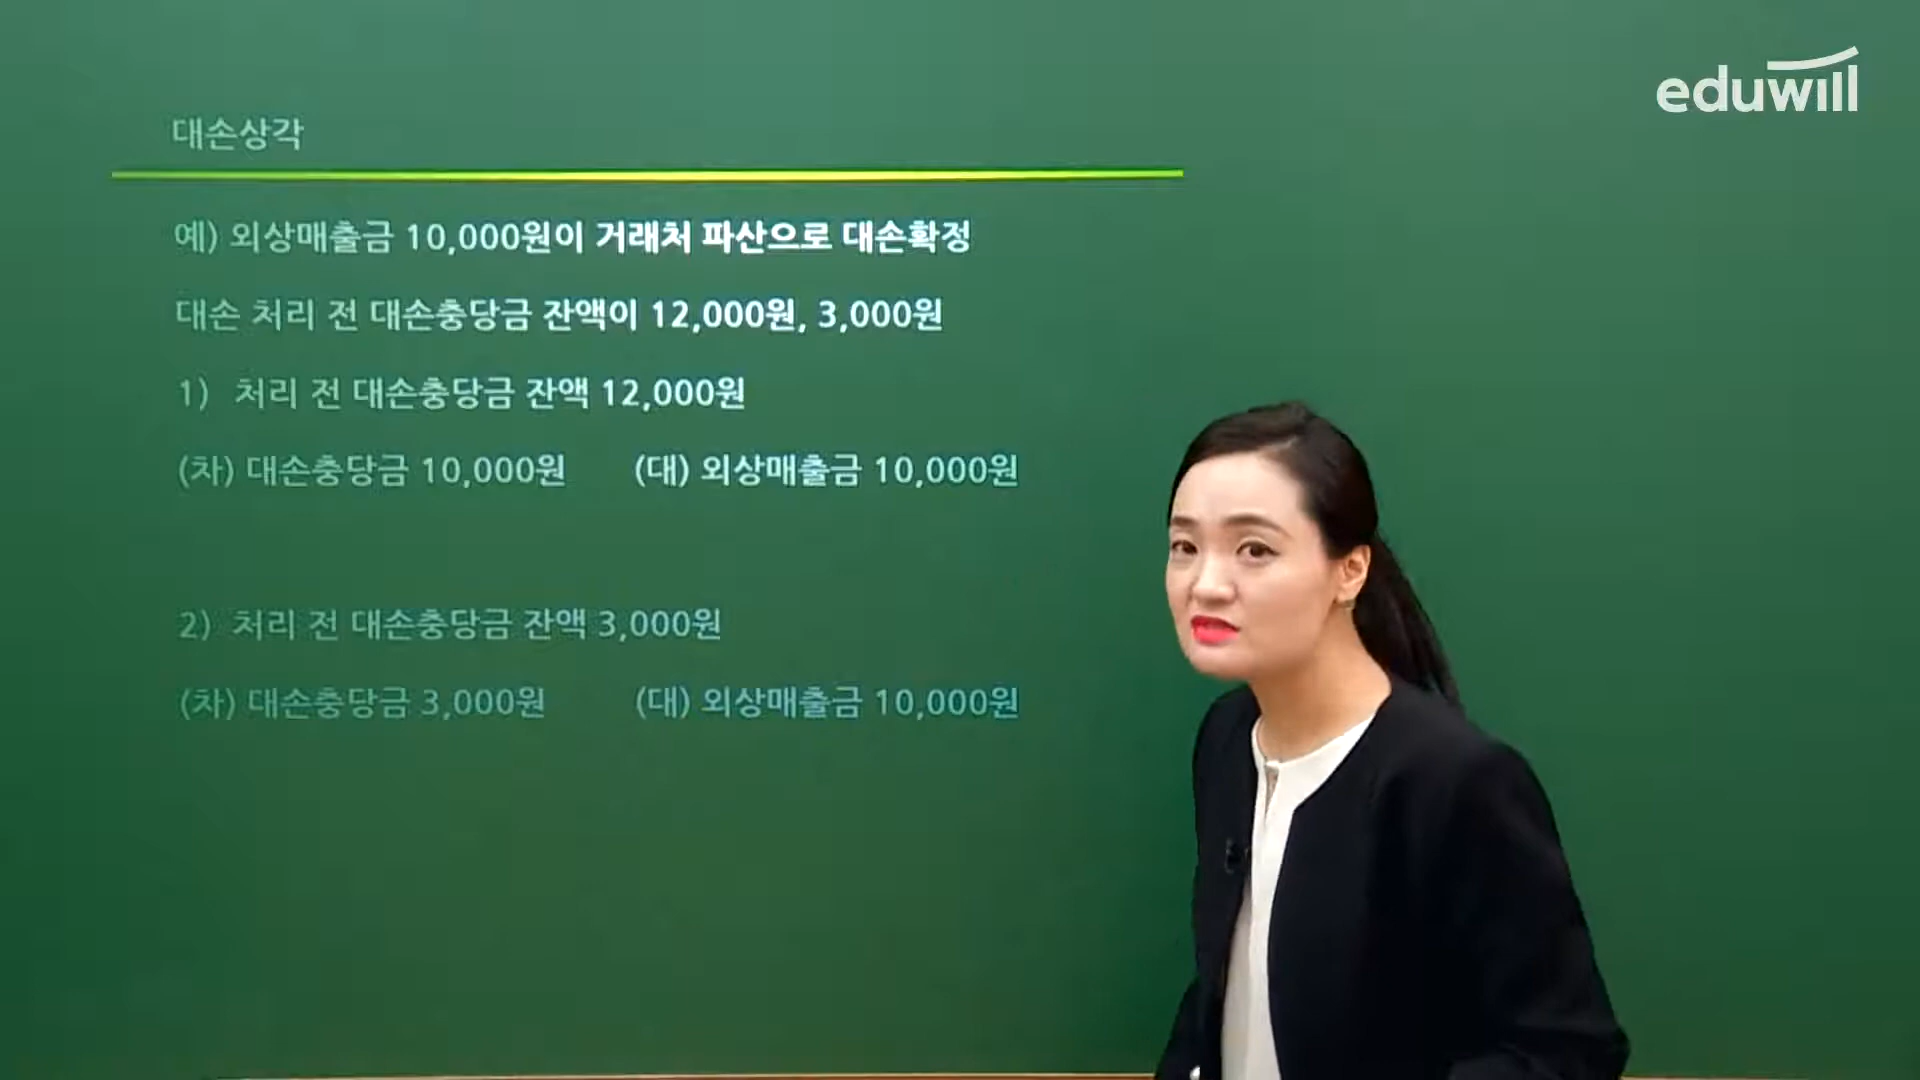 eduwill
대손상각
예) 외상매출금 10,000원이 거래처 파산으로 대손확정
대손 처리 전 대손충당금 잔액이 12,000원, 3,000원
1) 처리 전 대손충당금 잔액 12,000원
(차) 대손충당금 10,000원 (대) 외상매출금 10,000원
2) 처리 전 대손충당금 잔액 3,000원
(차) 대손충당금 3,000원 (대) 외상매출금 10,000원